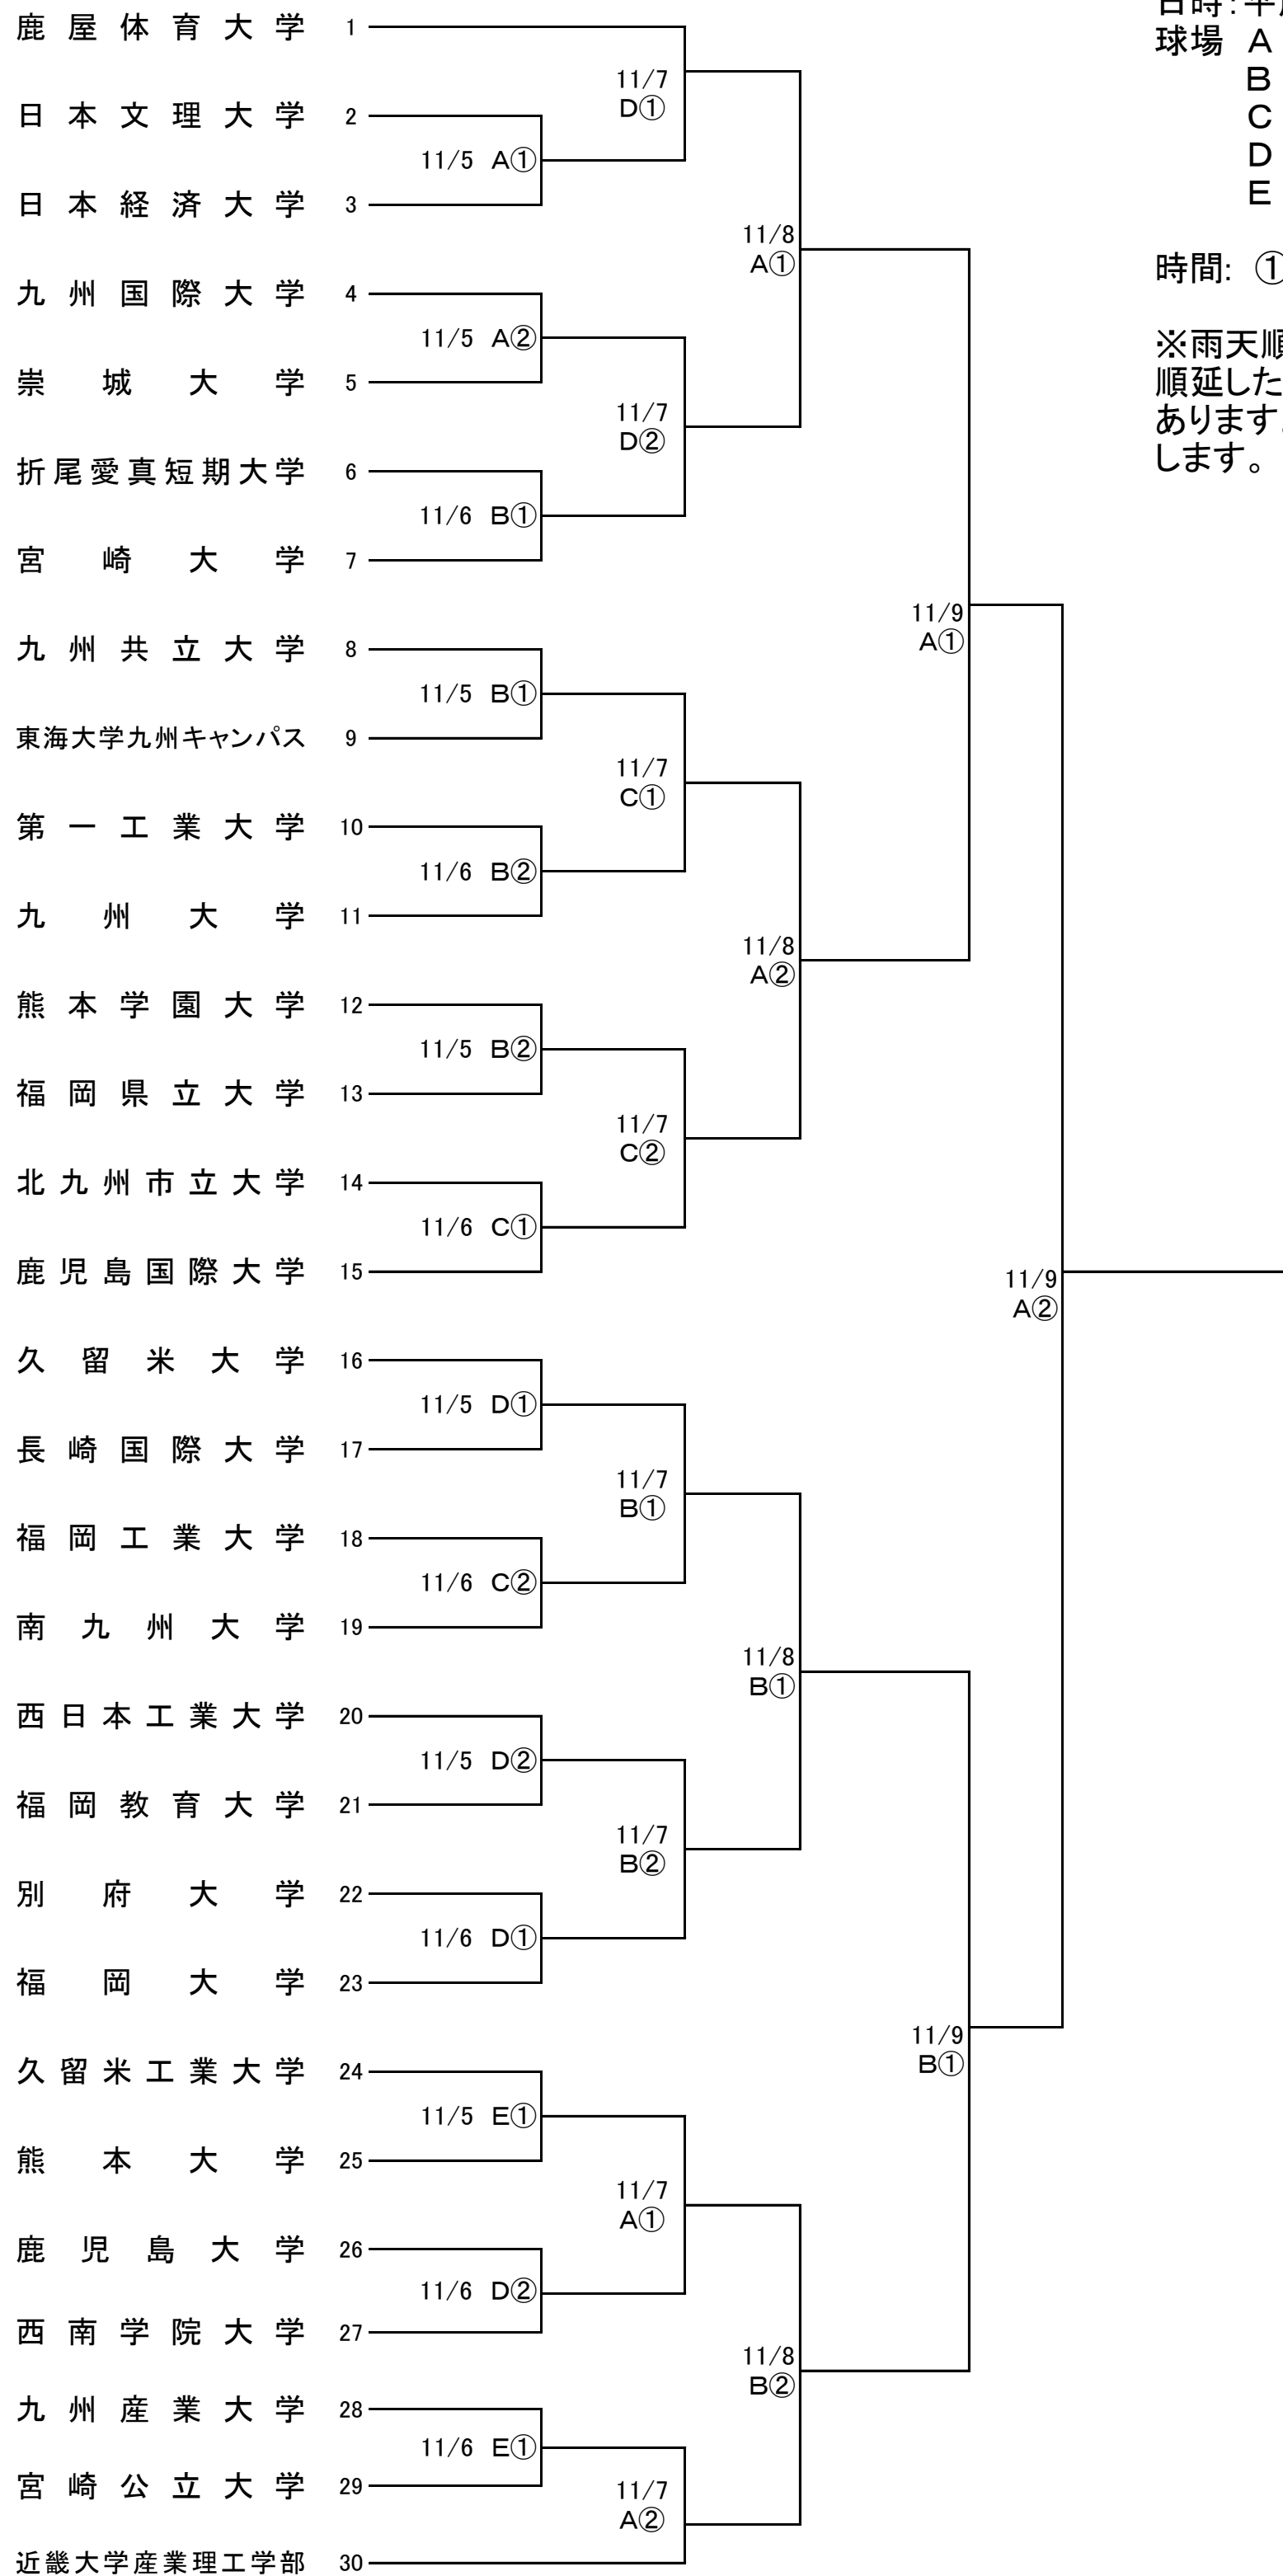 鹿屋体育大学 1
日本文理大学 2
日本経済大学 3
九州国際大学 4
崇城大学 5
折尾愛真短期大学 6
宮崎大学 7
九州共立大学 8
東海大学九州キャンパス 9
第一工業大学 10
九州大学 11
熊本学園大学 12
福岡県立大学 13
北九州市立大学 14
鹿児島国際大学 15
久留米大学 16
長崎国際大学 17
福岡工業大学 18
南九州大学 19
西日本工業大学 20
福岡教育大学 21
別府大学 22
福岡大学 23
久留米工業大学 24
熊本大学 25
鹿児島大学 26
西南学院大学 27
九州産業大学 28
宮崎公立大学 29
近畿大学産業理工学部 30
11/5 A①
11/5 A②
11/6 B①
11/5 B①
11/6 B②
11/5 B②
11/6 C①
11/5 D①
11/6 C②
11/5 D②
11/6 D①
11/5 E①
11/6 D②
11/6 E①
11/7
D①
11/7
D②
11/7
C①
11/7
C②
11/7
B①
11/7
B②
11/7
A①
11/7
A②
11/8
A①
11/8
A②
11/8
B①
11/8
B②
11/9
A①
11/9
B①
11/9
A②
日時:平
球場 A
B
C
D
E
時間: ①
※雨天順
順延した
あります
します。